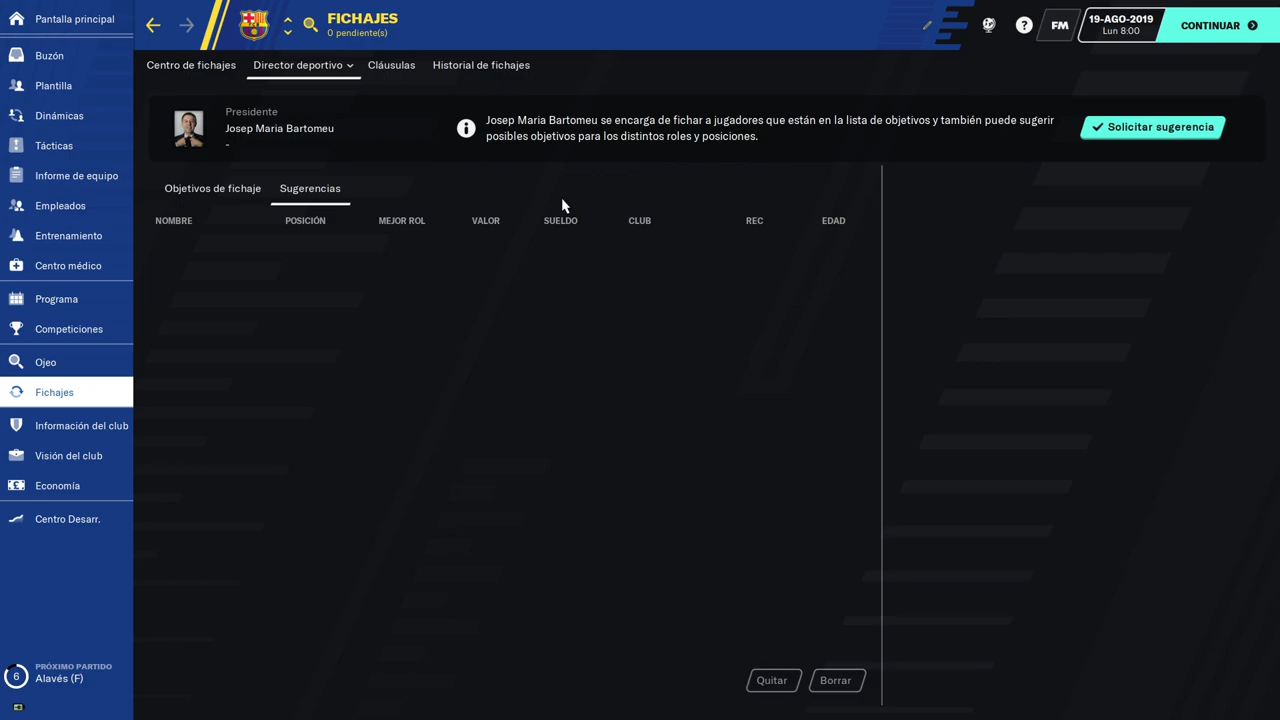 Pantalla principal
FICHAJES
0 pendiente(s)
?
FM
19-AGO-2019
Lun 8:00
CONTINUAR
Buzón
Plantilla
Dinámicas
Tácticas
Informe de equipo
Empleados
Entrenamiento
Centro médico
Programa
Competiciones
Ojeo
Fichajes
Información del club
Visión del club
Economía
Centro Desarr.
PRÓXIMO PARTIDO
6
Alavés (F)
Centro de fichajes
Director deportivo
Cláusulas
Historial de fichajes
Presidente
Josep Maria Bartomeu
-
Josep Maria Bartomeu se encarga de fichar a jugadores que están en la lista de objetivos y también puede sugerir
posibles objetivos para los distintos roles y posiciones.
Solicitar sugerencia
Objetivos de fichaje
Sugerencias
NOMBRE POSICIÓN MEJOR ROL VALOR SUELDO CLUB REC EDAD
Quitar
Borrar